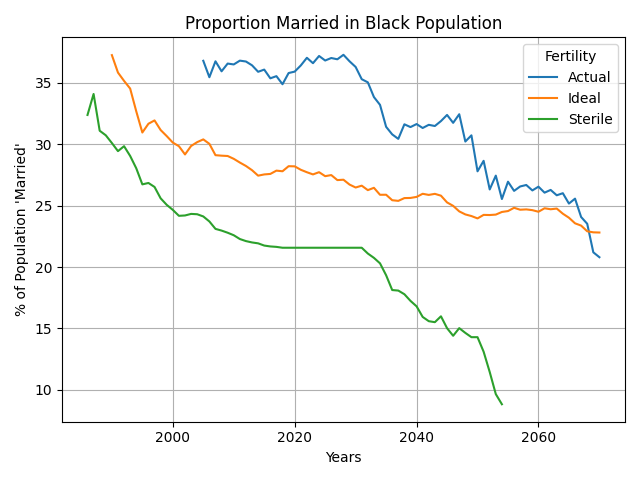 Proportion Married in Black Population
Fertility
Actual
Ideal
Sterile
% of Population 'Married'
35
30
25
20
15
10
2000
2020
2040
2060
Years